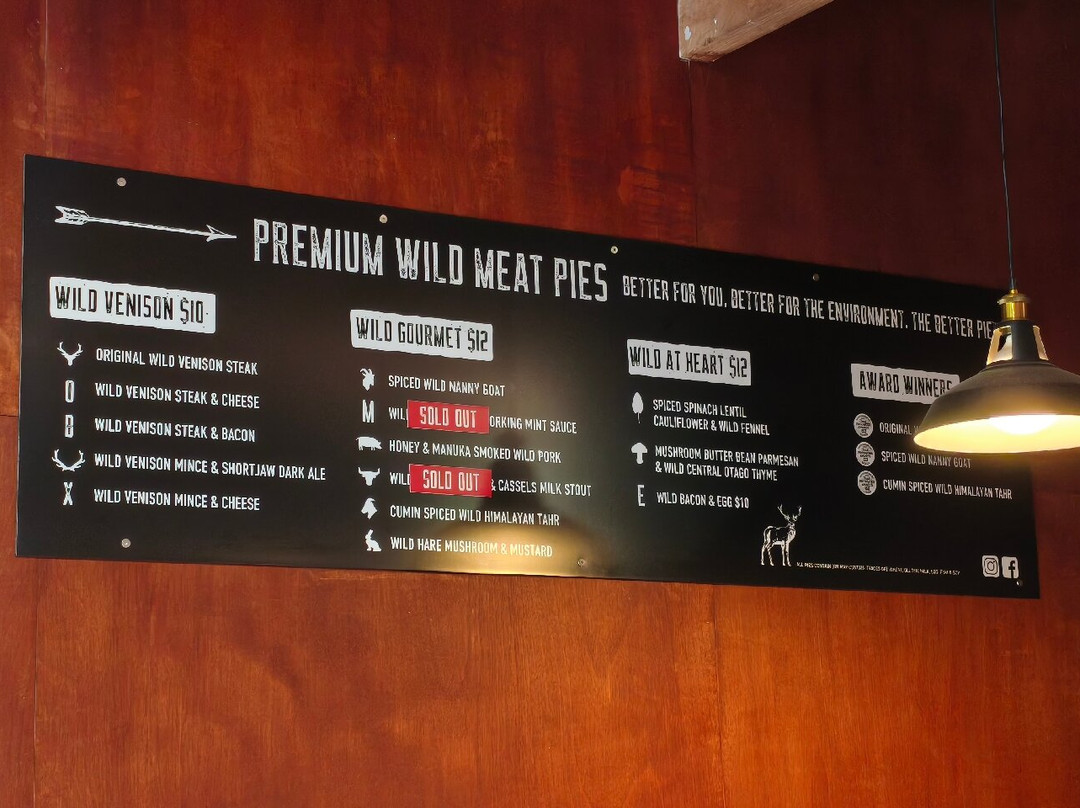 PREMIUM WILD MEAT PIES BETTER FOR YOU. BETTER FOR THE ENVIRONMENT. THE BETTER PIE
WILD VENISON $10
ORIGINAL WILD VENISON STEAK
O WILD VENISON STEAK & CHEESE
B WILD VENISON STEAK & BACON
WILD VENISON MINCE & SHORTJAW DARK ALE
X WILD VENISON MINCE & CHEESE
WILD GOURMET $12
SPICED WILD NANNY GOAT
M WIL SOLD OUT ORKING MINT SAUCE
HONEY & MANUKA SMOKED WILD PORK
WILD SOLD OUT & CASSELS MILK STOUT
CUMIN SPICED WILD HIMALAYAN TAHR
WILD HARE MUSHROOM & MUSTARD
WILD AT HEART $12
SPICED SPINACH LENTIL
CAULIFLOWER & WILD FENNEL
MUSHROOM BUTTER BEAN PARMESAN
& WILD CENTRAL OTAGO THYME
E WILD BACON & EGG $10
AWARD WINNERS
ORIGINAL
SPICED WILD NANNY GOAT
CUMIN SPICED WILD HIMALAYAN TAHR